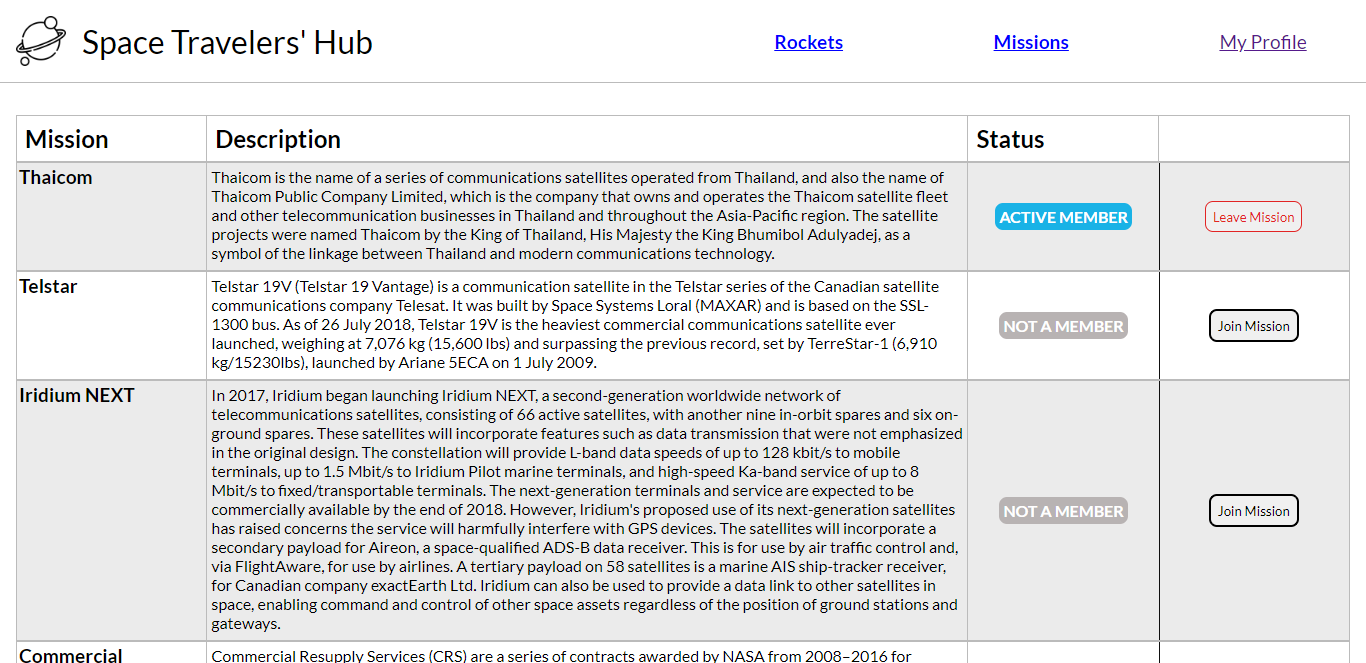 Space Travelers' Hub
Rockets
Missions
My Profile
Mission
Description
Status
Thaicom
Thaicom is the name of a series of communications satellites operated from Thailand, and also the name of
Thaicom Public Company Limited, which is the company that owns and operates the Thaicom satellite fleet
and other telecommunication businesses in Thailand and throughout the Asia-Pacific region. The satellite
projects were named Thaicom by the King of Thailand, His Majesty the King Bhumibol Adulyadej, as a
symbol of the linkage between Thailand and modern communications technology.
ACTIVE MEMBER
Leave Mission
Telstar
Telstar 19V (Telstar 19 Vantage) is a communication satellite in the Telstar series of the Canadian satellite
communications company Telesat. It was built by Space Systems Loral (MAXAR) and is based on the SSL-
1300 bus. As of 26 July 2018, Telstar 19V is the heaviest commercial communications satellite ever
launched, weighing at 7,076 kg (15,600 lbs) and surpassing the previous record, set by TerreStar-1 (6,910
kg/15230lbs), launched by Ariane 5ECA on 1 July 2009.
NOT A MEMBER
Join Mission
Iridium NEXT
In 2017, Iridium began launching Iridium NEXT, a second-generation worldwide network of
telecommunications satellites, consisting of 66 active satellites, with another nine in-orbit spares and six on-
ground spares. These satellites will incorporate features such as data transmission that were not emphasized
in the original design. The constellation will provide L-band data speeds of up to 128 kbit/s to mobile
terminals, up to 1.5 Mbit/s to Iridium Pilot marine terminals, and high-speed Ka-band service of up to 8
Mbit/s to fixed/transportable terminals. The next-generation terminals and service are expected to be
commercially available by the end of 2018. However, Iridium's proposed use of its next-generation satellites
has raised concerns the service will harmfully interfere with GPS devices. The satellites will incorporate a
secondary payload for Aireon, a space-qualified ADS-B data receiver. This is for use by air traffic control and,
via FlightAware, for use by airlines. A tertiary payload on 58 satellites is a marine AIS ship-tracker receiver,
for Canadian company exactEarth Ltd. Iridium can also be used to provide a data link to other satellites in
space, enabling command and control of other space assets regardless of the position of ground stations and
gateways.
NOT A MEMBER
Join Mission
Commercial
Commercial Resupply Services (CRS) are a series of contracts awarded by NASA from 2008–2016 for